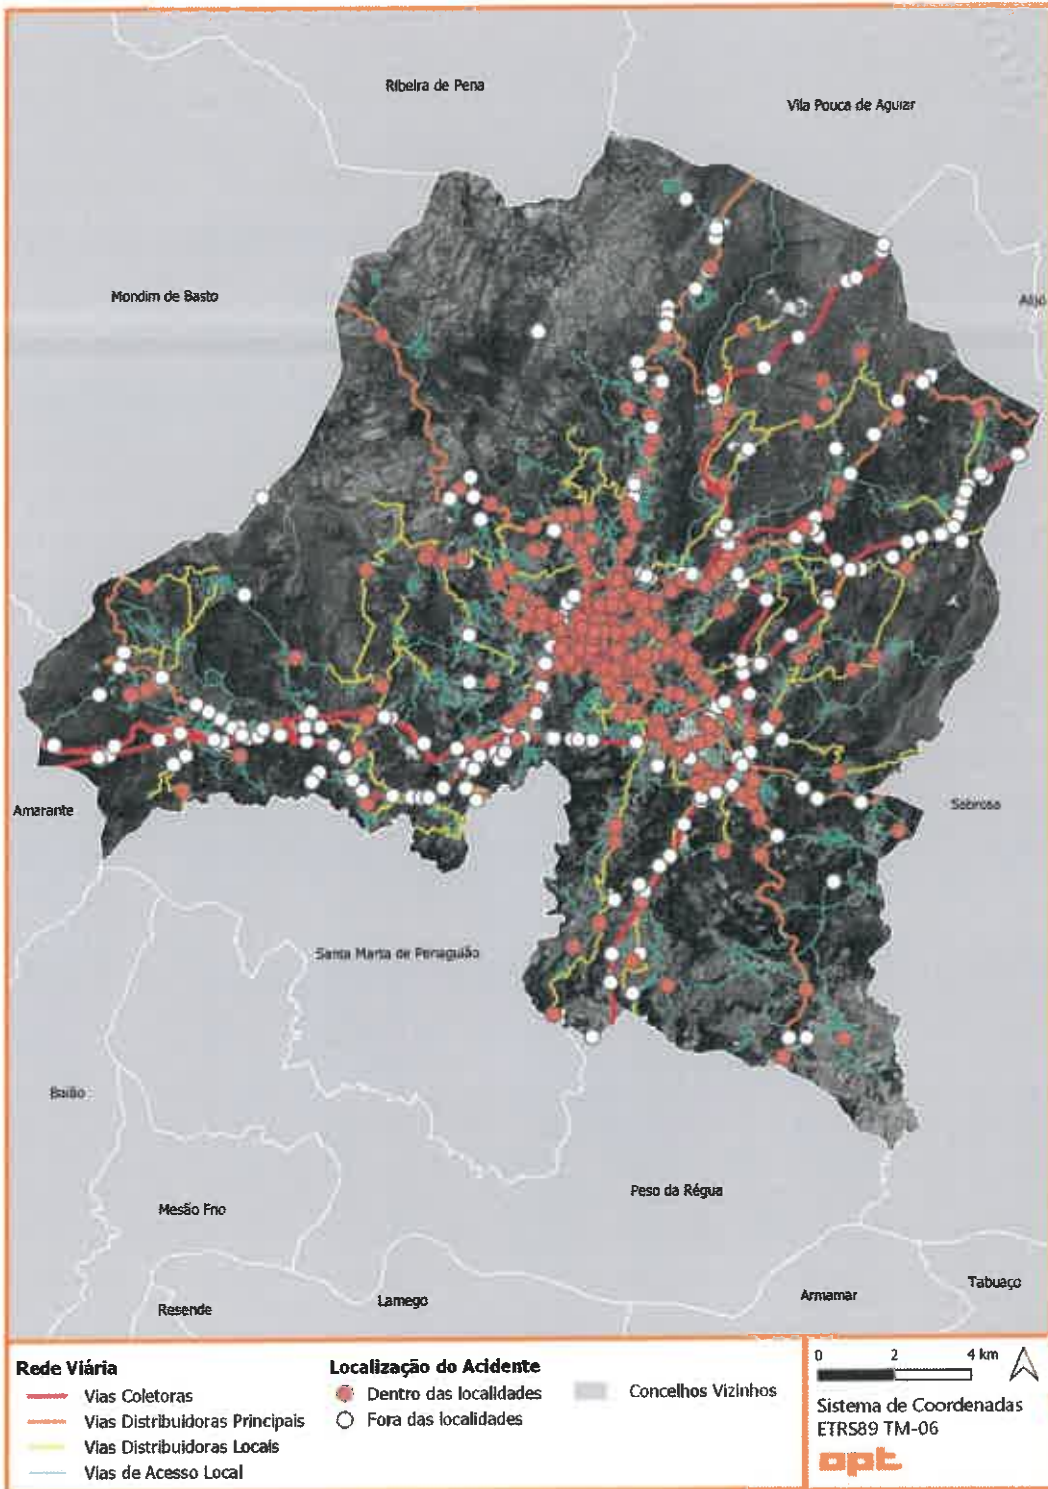 Ribeira de Pena
Vila Pouca de Aguiar
Mondim de Basto
Alijó
Amarante
Sabrosa
Santa Marta de Penaguião
Baião
Peso da Régua
Mesão Frio
Tabuaço
Armamar
Lamego
Resende
Rede Viária
Vias Coletoras
Vias Distribuidoras Principais
Vias Distribuidoras Locais
Vias de Acesso Local
Localização do Acidente
Dentro das localidades
Fora das localidades
Concelhos Vizinhos
0 2 4 km
Sistema de Coordenadas
ETRS89 TM-06
opt